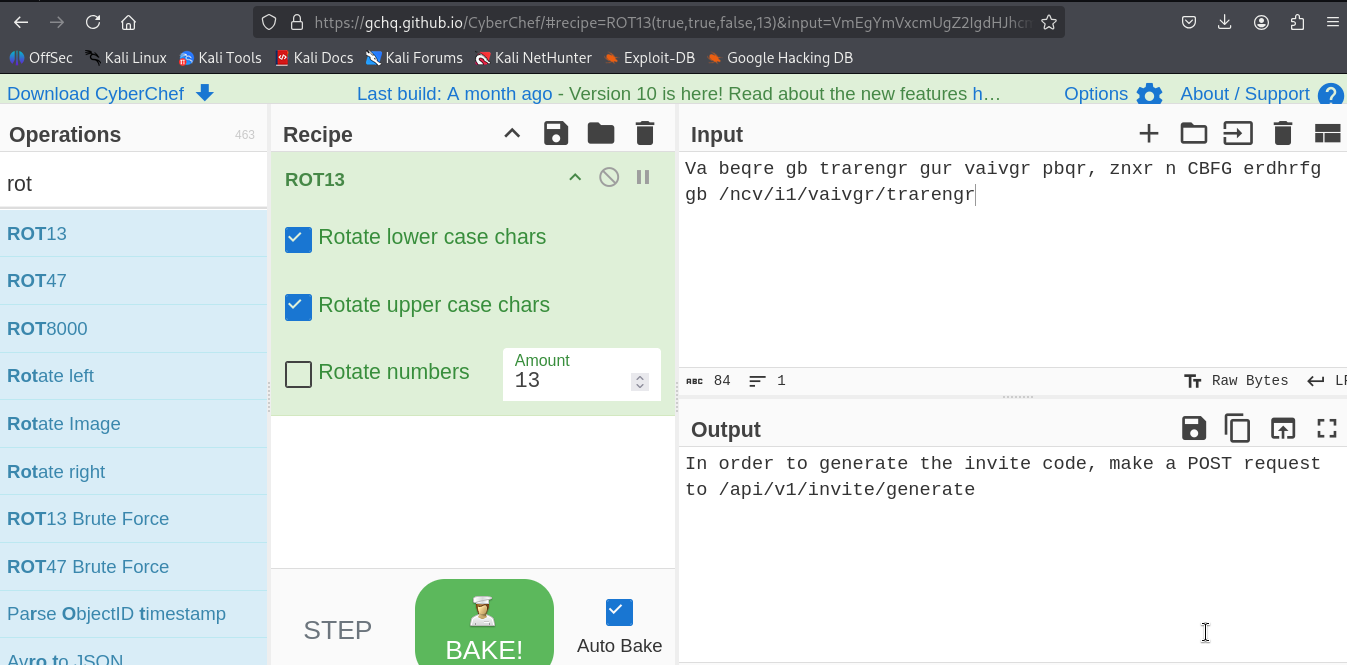 https://gchq.github.io/CyberChef/#recipe=ROT13(true,true,false,13)&input=VmEgYmVxcmUgZ2IgdHJhcm
OffSec Kali Linux Kali Tools Kali Docs Kali Forums Kali NetHunter Exploit-DB Google Hacking DB
Download CyberChef Last build: A month ago - Version 10 is here! Read about the new features h… Options About / Support
Operations 463
rot
ROT13
ROT47
ROT8000
Rotate left
Rotate Image
Rotate right
ROT13 Brute Force
ROT47 Brute Force
Parse ObjectID timestamp
Avro to JSON
Recipe
ROT13
Rotate lower case chars
Rotate upper case chars
Rotate numbers
Amount
13
STEP
BAKE!
Auto Bake
Input
Va beqre gb trarengr gur vaivgr pbqr, znxr n CBFG erdhrfg
gb /ncv/i1/vaivgr/trarengr
ABC 84 1 Raw Bytes LF
Output
In order to generate the invite code, make a POST request
to /api/v1/invite/generate